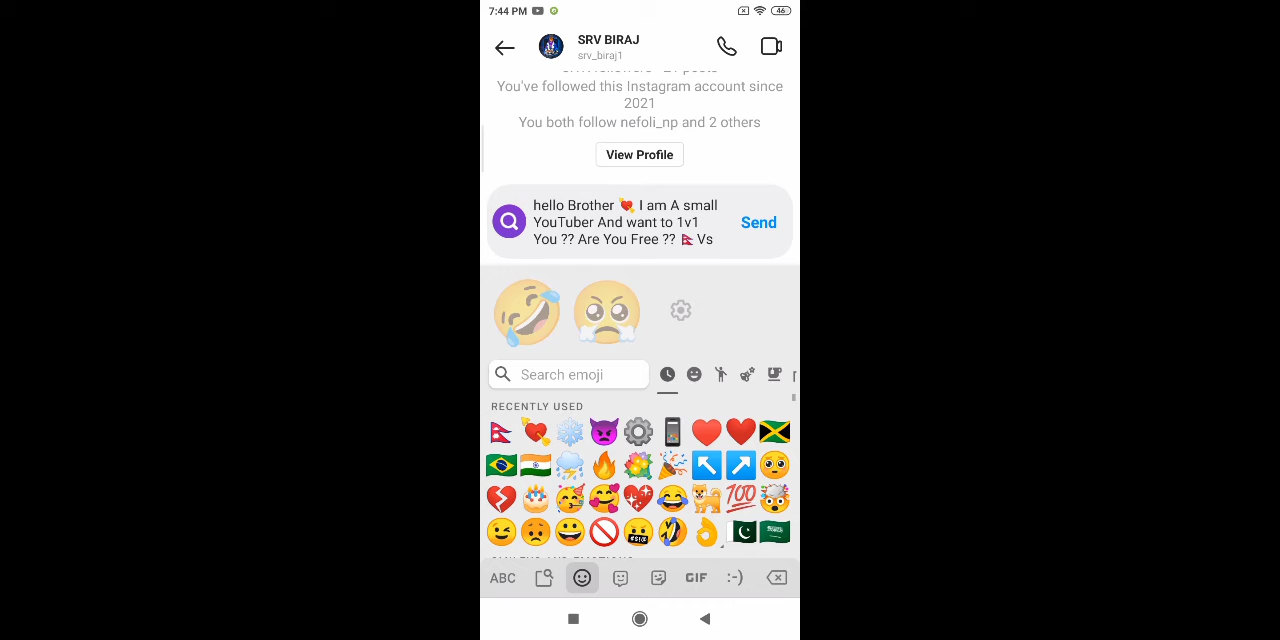 7:44 PM
46
SRV BIRAJ
srv_biraj1
You've followed this Instagram account since
2021
You both follow nefoli_np and 2 others
View Profile
hello Brother 💘 I am A small
YouTuber And want to 1v1
You ?? Are You Free ?? 🇳🇵 Vs
Send
Search emoji
RECENTLY USED
ABC
GIF
:-)